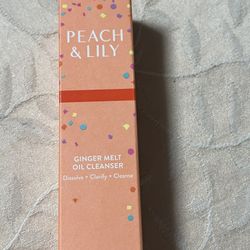 PEACH
& LILY
GINGER MELT
OIL CLEANSER
Dissolve + Clarify + Cleanse